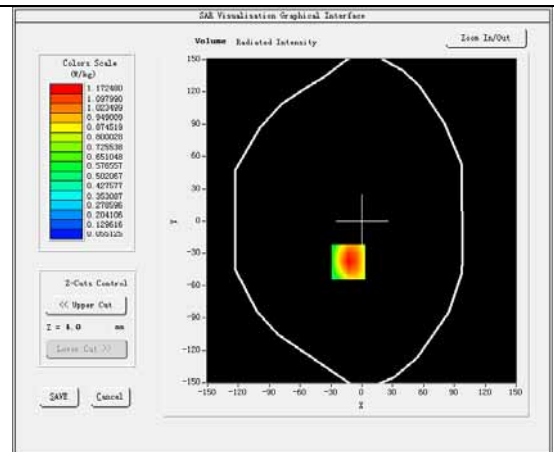 SAR Visualisation Graphical Interface
Volume Radiated Intensity
Zoom In/Out
Colors Scale
(W/kg)
1.172480
1.097990
1.023499
0.949009
0.874519
0.800028
0.725538
0.651048
0.576557
0.502067
0.427577
0.353087
0.278596
0.204106
0.129616
0.055125
150
120
90
60
30
0
-30
-60
-90
-120
-150
Y
-150 -120 -90 -60 -30 0 30 60 90 120 150
X
Z-Cuts Control
<< Upper Cut
Z = 4.0 mm
Lower Cut >>
SAVE Cancel